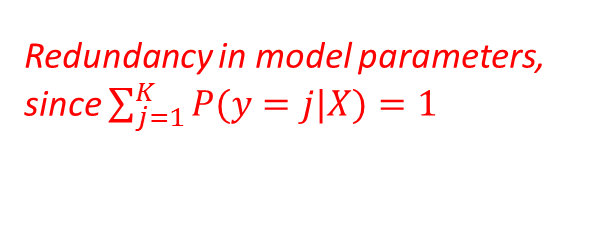 Redundancy in model parameters,
since ∑_{j=1}^{K} P(y = j|X) = 1